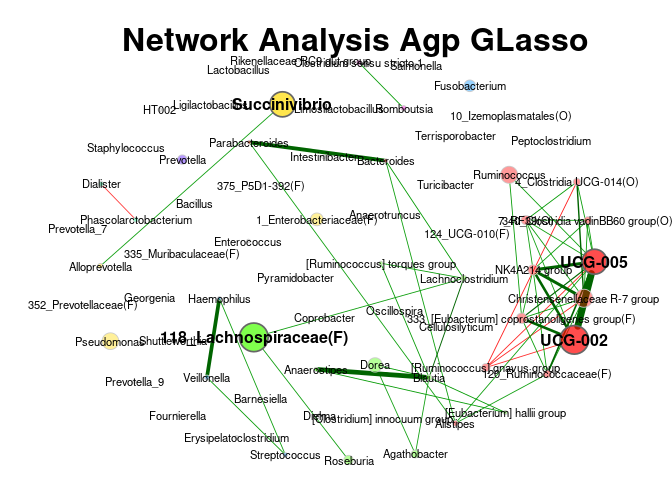 Network Analysis Agp GLasso
Rikenellaceae RC9 gut group
Clostridium sensu stricto 1
Salmonella
Lactobacillus
Fusobacterium
Ligilactobacillus
Succinivibrio
Limosilactobacillus
Romboutsia
HT002
10_Izemoplasmatales(O)
Terrisporobacter
Peptoclostridium
Parabacteroides
Staphylococcus
Prevotella
Intestinibacter
Bacteroides
Ruminococcus
4_Clostridia UCG-014(O)
Dialister
375_P5D1-392(F)
Turicibacter
Bacillus
Phascolarctobacterium
1_Enterobacteriaceae(F)
Anaerotruncus
Clostridia vadinBB60 group(O)
Prevotella_7
124_UCG-010(F)
Enterococcus
335_Muribaculaceae(F)
Alloprevotella
[Ruminococcus] torques group
NK4A214 group
UCG-005
Pyramidobacter
Lachnoclostridium
352_Prevotellaceae(F)
Georgenia
Haemophilus
Christensenellaceae R-7 group
Oscillospira
Coprobacter
333_[Eubacterium] coprostanoligenes group(F)
Cellulosilyticum
Pseudomonas
Shuttleworthia
118_Lachnospiraceae(F)
UCG-002
Dorea
Anaerostipes
[Ruminococcus] gnavus group
Blautia
120_Ruminococcaceae(F)
Prevotella_9
Veillonella
Barnesiella
Fournierella
Dielma
[Clostridium] innocuum group
[Eubacterium] hallii group
Alistipes
Erysipelatoclostridium
Streptococcus
Roseburia
Agathobacter